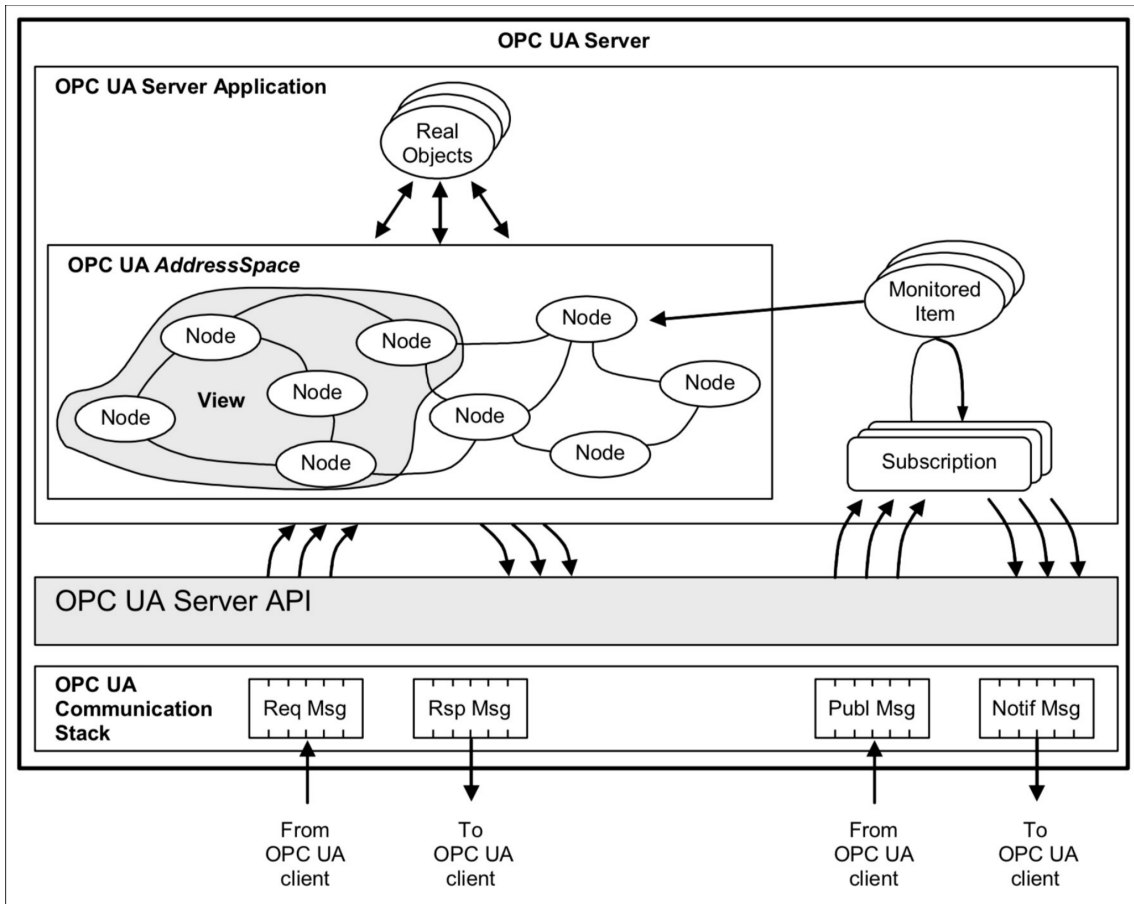 OPC UA Server
OPC UA Server Application
Real
Objects
OPC UA AddressSpace
Monitored
Item
Node
Node
Node
Node
Node
View
Node
Node
Node
Node
Subscription
OPC UA Server API
OPC UA
Communication
Stack
Req Msg
Rsp Msg
Publ Msg
Notif Msg
From
OPC UA
client
To
OPC UA
client
From
OPC UA
client
To
OPC UA
client